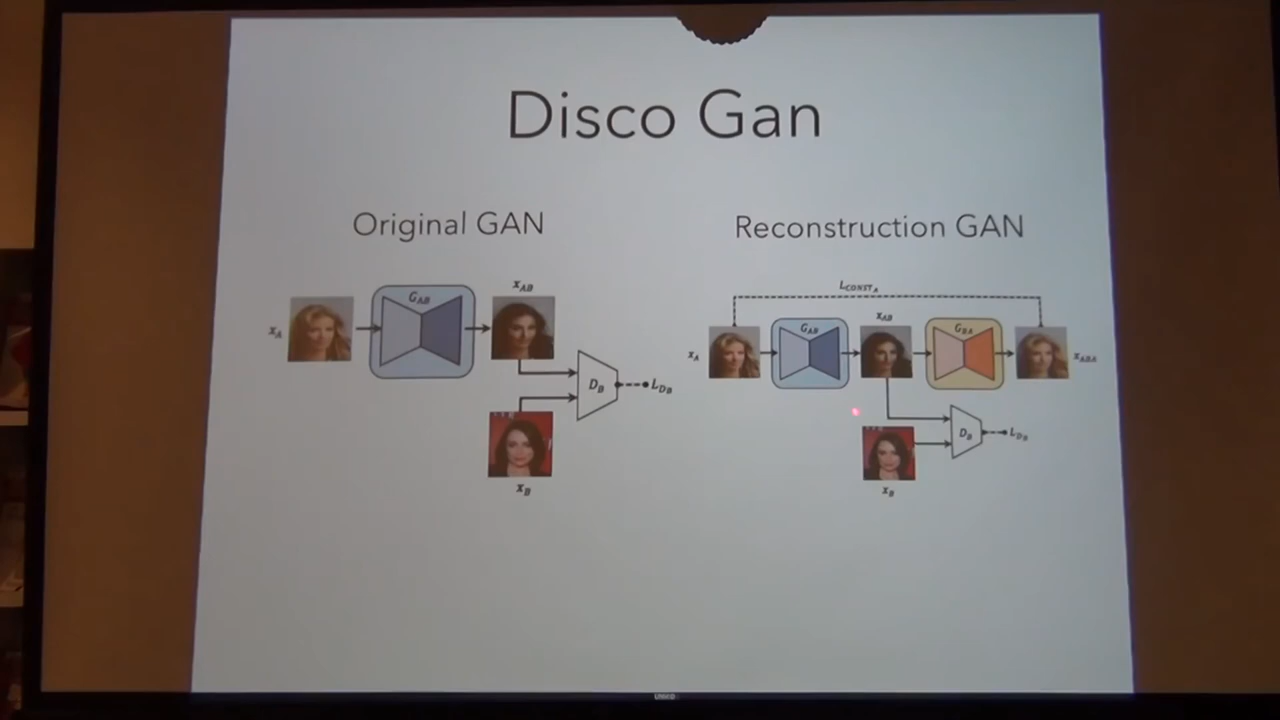 Disco Gan
Original GAN
Reconstruction GAN
x_AB
G_AB
x_A
D_B
L_DB
x_B
L_CONST_A
x_AB
G_AB
G_BA
x_A
x_ABA
D_B
L_DB
x_B